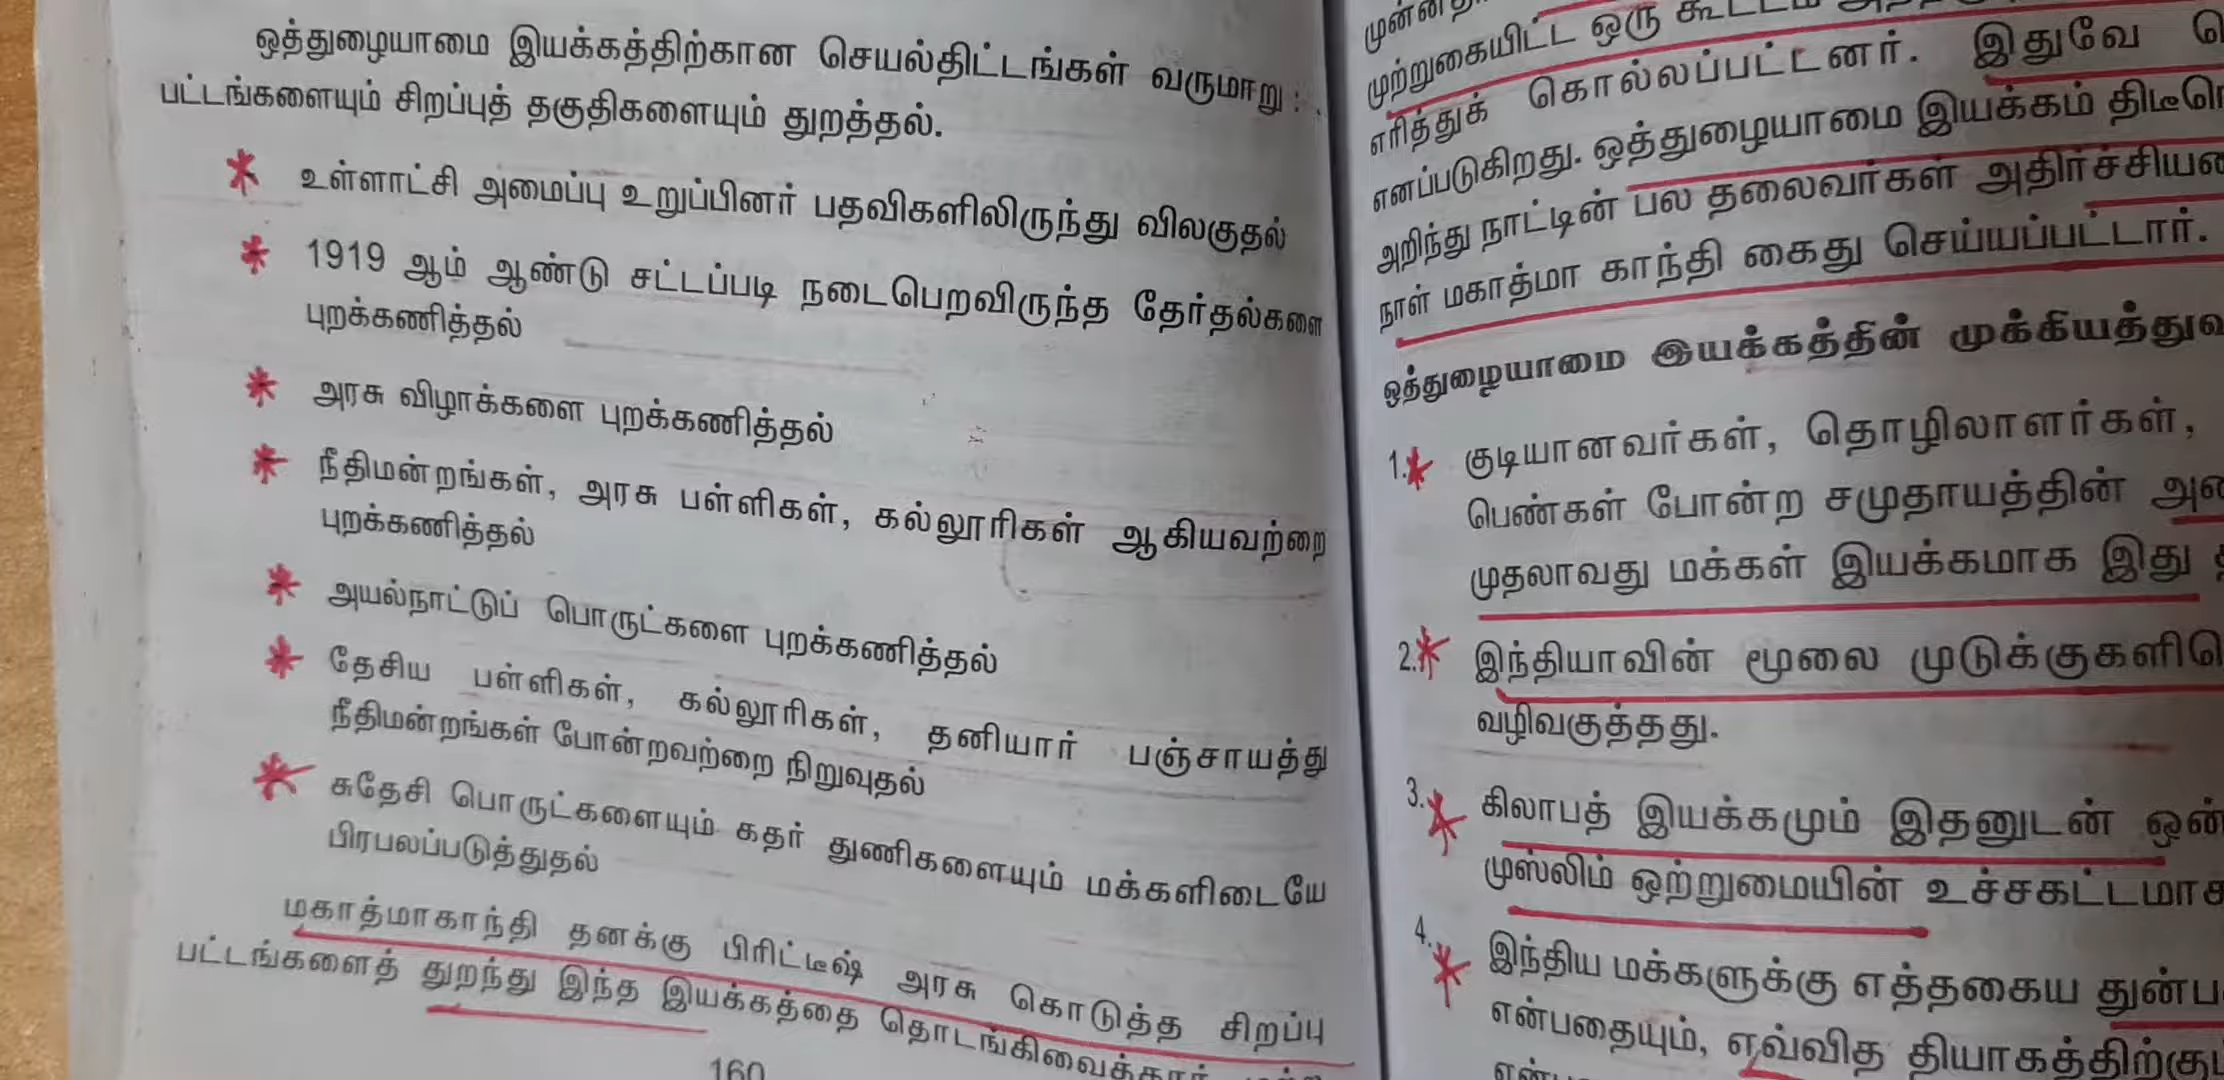 ஒத்துழையாமை இயக்கத்திற்கான செயல்திட்டங்கள் வருமாறு :
பட்டங்களையும் சிறப்புத் தகுதிகளையும் துறத்தல்.
உள்ளாட்சி அமைப்பு உறுப்பினர் பதவிகளிலிருந்து விலகுதல்
1919 ஆம் ஆண்டு சட்டப்படி நடைபெறவிருந்த தேர்தல்களை
புறக்கணித்தல்
அரசு விழாக்களை புறக்கணித்தல்
நீதிமன்றங்கள், அரசு பள்ளிகள், கல்லூரிகள் ஆகியவற்றை
புறக்கணித்தல்
அயல்நாட்டுப் பொருட்களை புறக்கணித்தல்
தேசிய பள்ளிகள், கல்லூரிகள், தனியார் பஞ்சாயத்து
நீதிமன்றங்கள் போன்றவற்றை நிறுவுதல்
சுதேசி பொருட்களையும் கதர் துணிகளையும் மக்களிடையே
பிரபலப்படுத்துதல்
மகாத்மாகாந்தி தனக்கு பிரிட்டீஷ் அரசு கொடுத்த சிறப்பு
பட்டங்களைத் துறந்து இந்த இயக்கத்தை
160
முற்றுகையிட்ட ஒரு
எரித்துக் கொல்லப்பட்டனர். இதுவே
எனப்படுகிறது. ஒத்துழையாமை இயக்கம்
அறிந்து நாட்டின் பல தலைவர்கள்
நாள் மகாத்மா காந்தி கைது செய்யப்பட்டார்.
ஒத்துழையாமை இயக்கத்தின்
1. குடியானவர்கள், தொழிலாளர்கள்,
பெண்கள் போன்ற சமுதாயத்தின்
முதலாவது மக்கள் இயக்கமாக இது
2. இந்தியாவின் மூலை
வழிவகுத்தது.
3. கிலாபத் இயக்கமும் இதனுடன்
முஸ்லிம் ஒற்றுமையின்
4. இந்திய மக்களுக்கு எத்தகைய
என்பதையும், எவ்வித